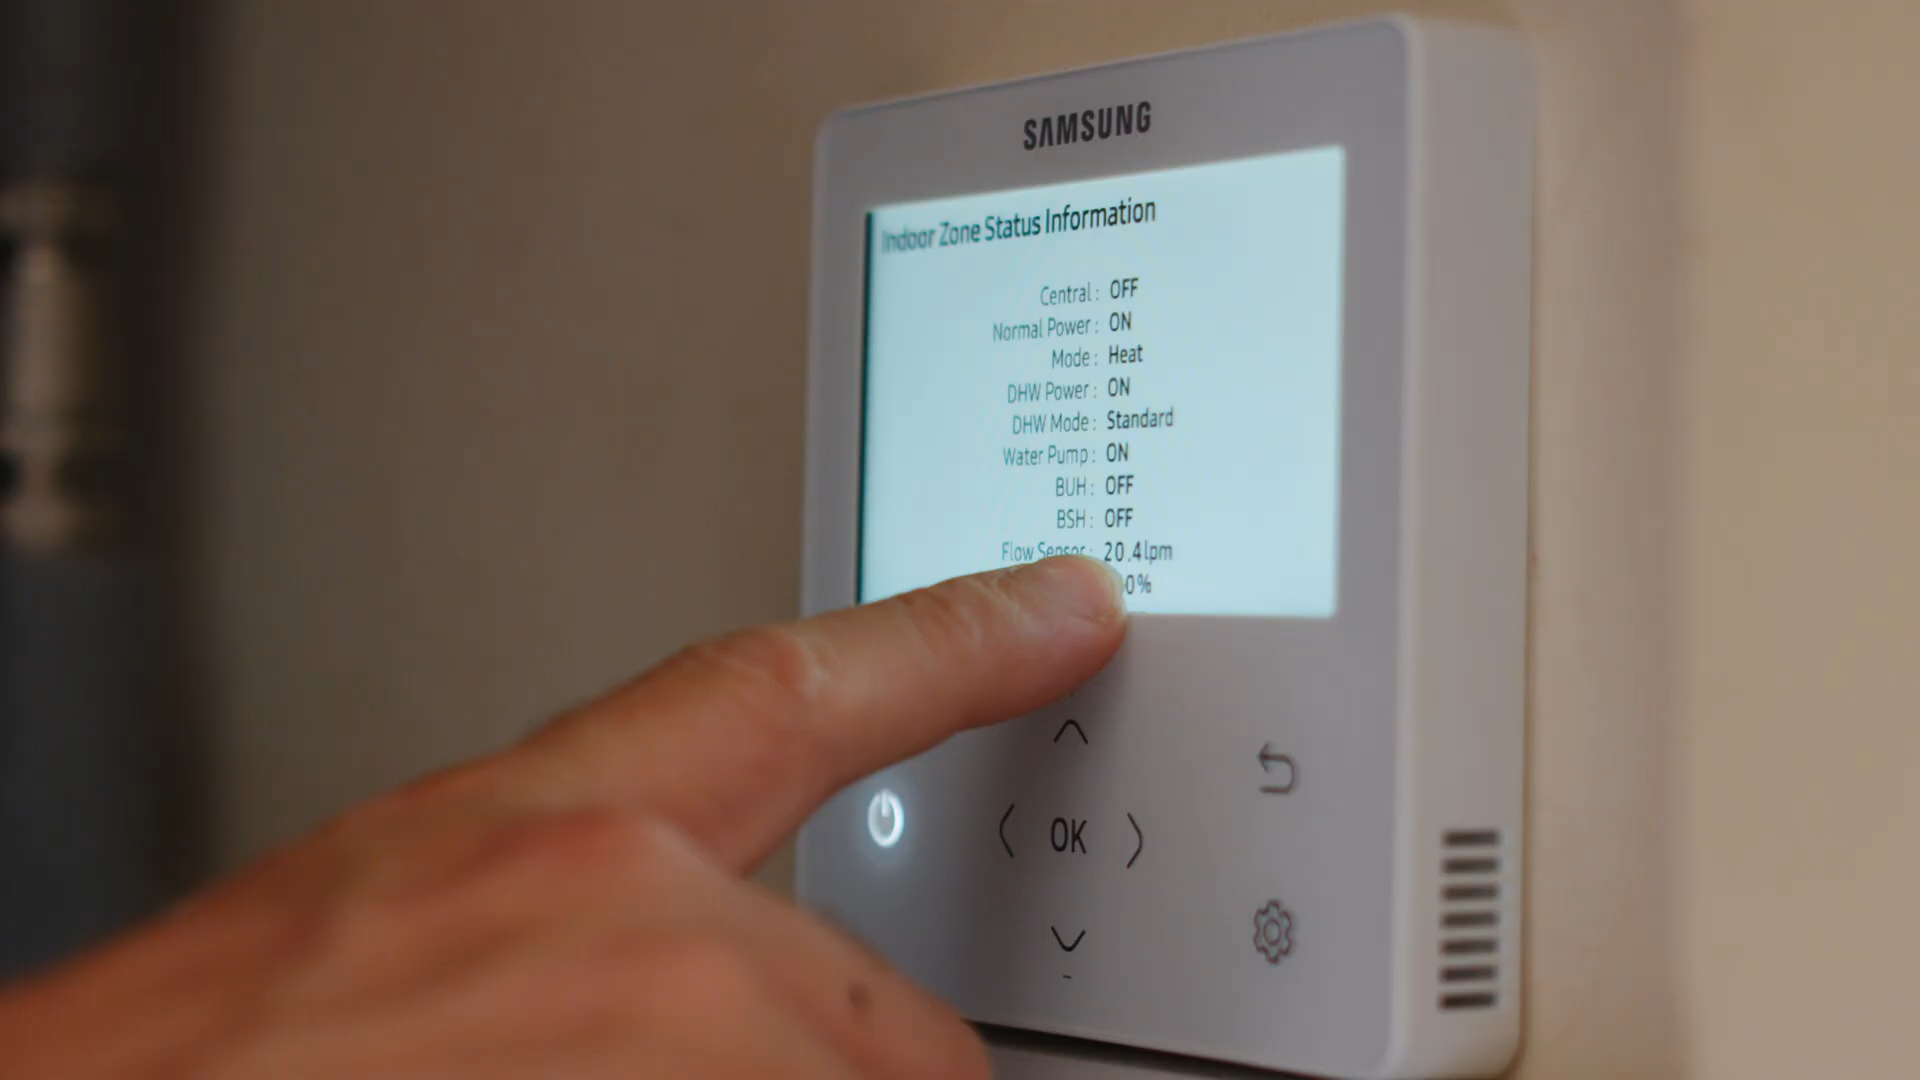 SAMSUNG
Indoor Zone Status Information
Central : OFF
Normal Power : ON
Mode : Heat
DHW Power : ON
DHW Mode : Standard
Water Pump : ON
BUH : OFF
BSH : OFF
Flow Sensor : 20.4lpm
OK